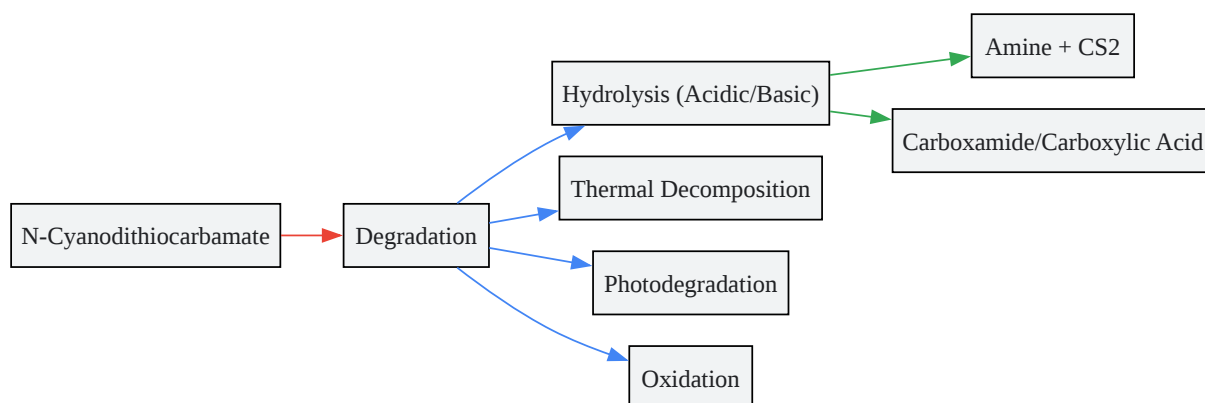 N-Cyanodithiocarbamate
Degradation
Hydrolysis (Acidic/Basic)
Thermal Decomposition
Photodegradation
Oxidation
Amine + CS2
Carboxamide/Carboxylic Acid